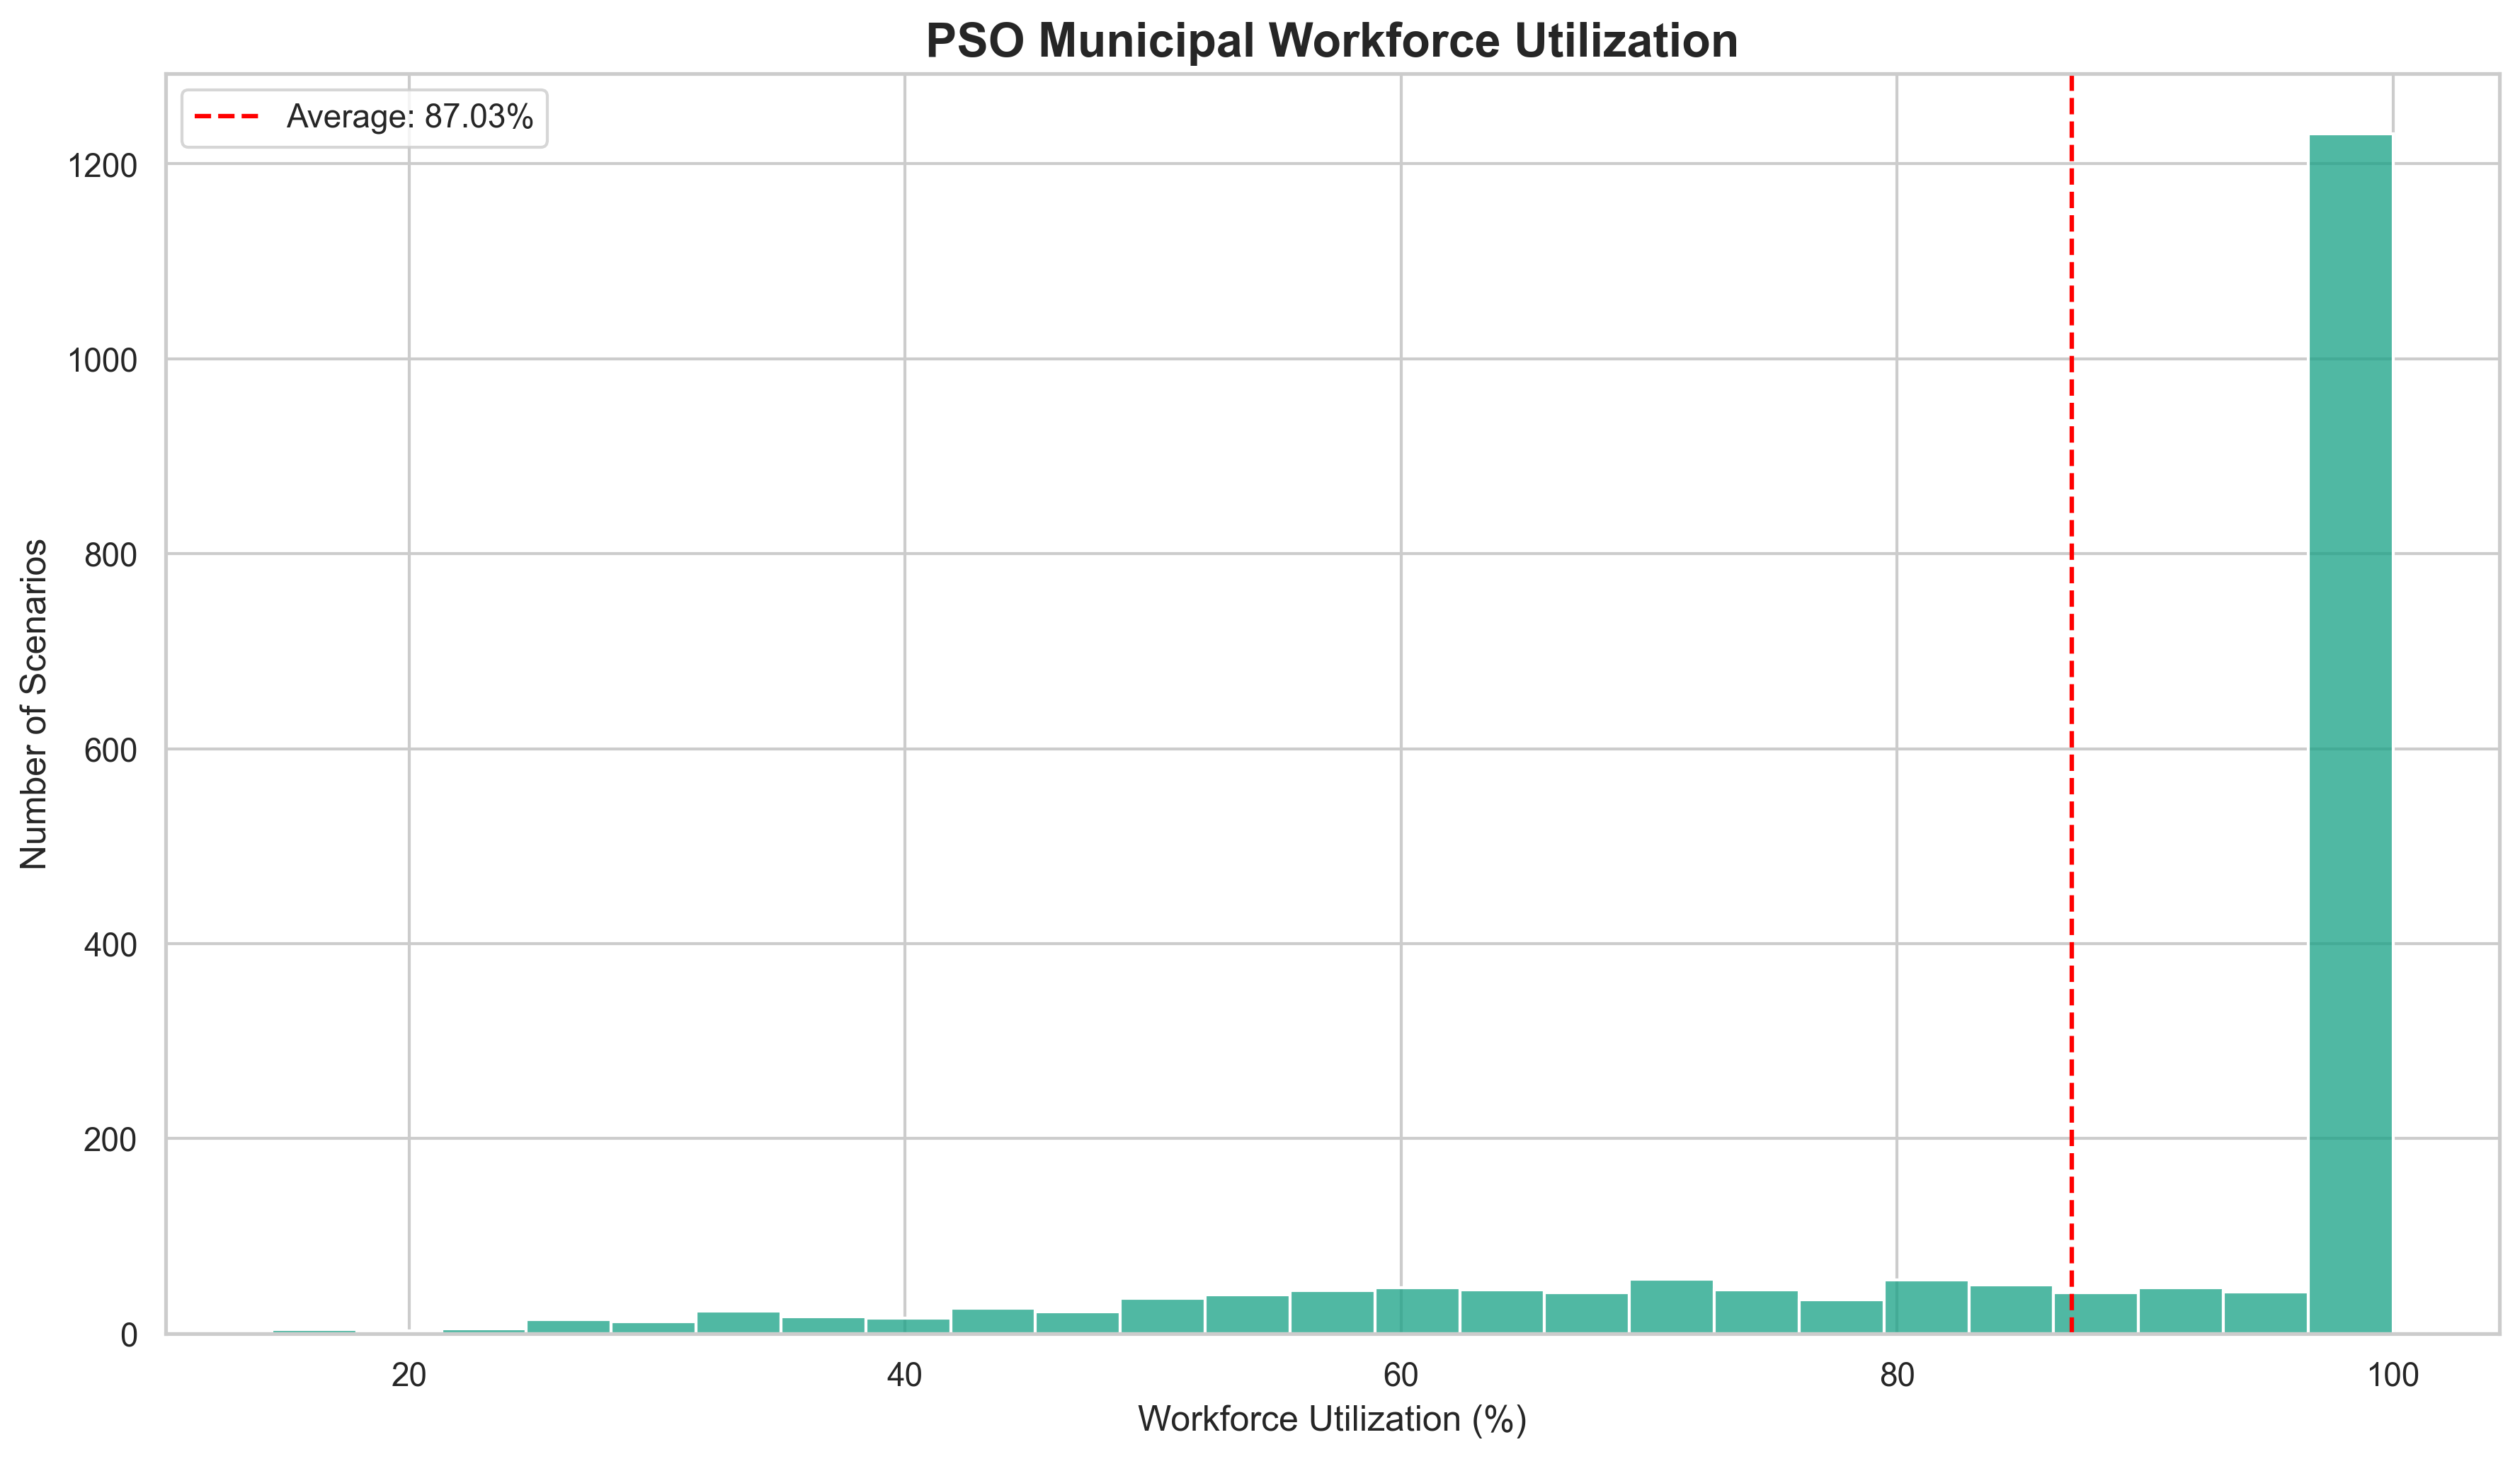 PSO Municipal Workforce Utilization
Average: 87.03%
1200
1000
800
600
400
200
0
Number of Scenarios
20 40 60 80 100
Workforce Utilization (%)